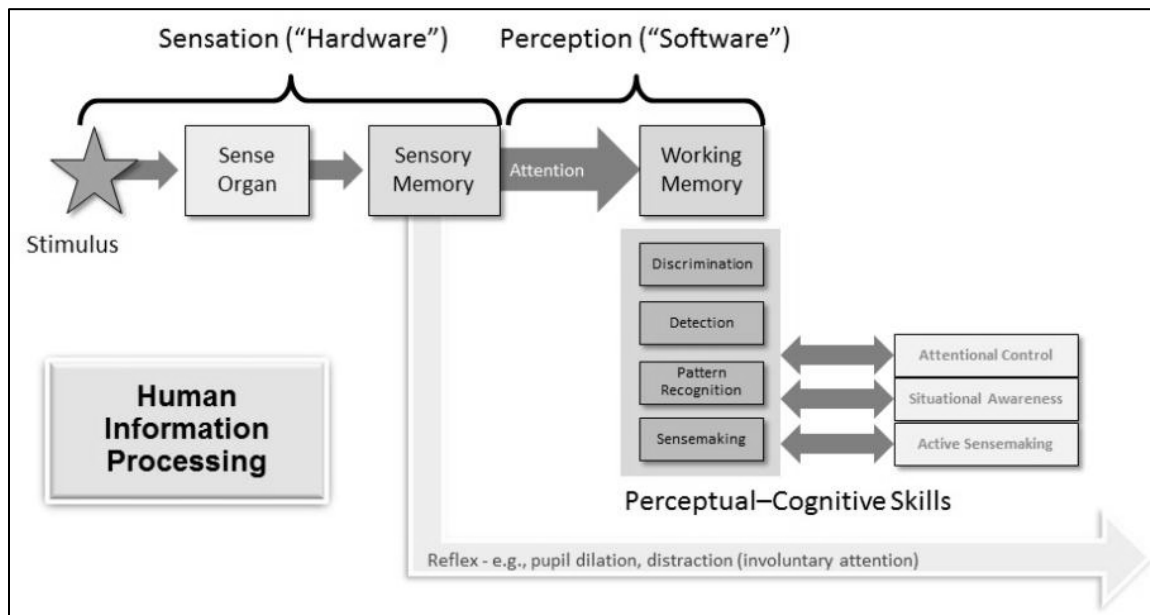 Sensation (“Hardware”)
Perception (“Software”)
Stimulus
Sense
Organ
Sensory
Memory
Attention
Working
Memory
Discrimination
Detection
Pattern
Recognition
Sensemaking
Attentional Control
Situational Awareness
Active Sensemaking
Perceptual–Cognitive Skills
Human
Information
Processing
Reflex - e.g., pupil dilation, distraction (involuntary attention)